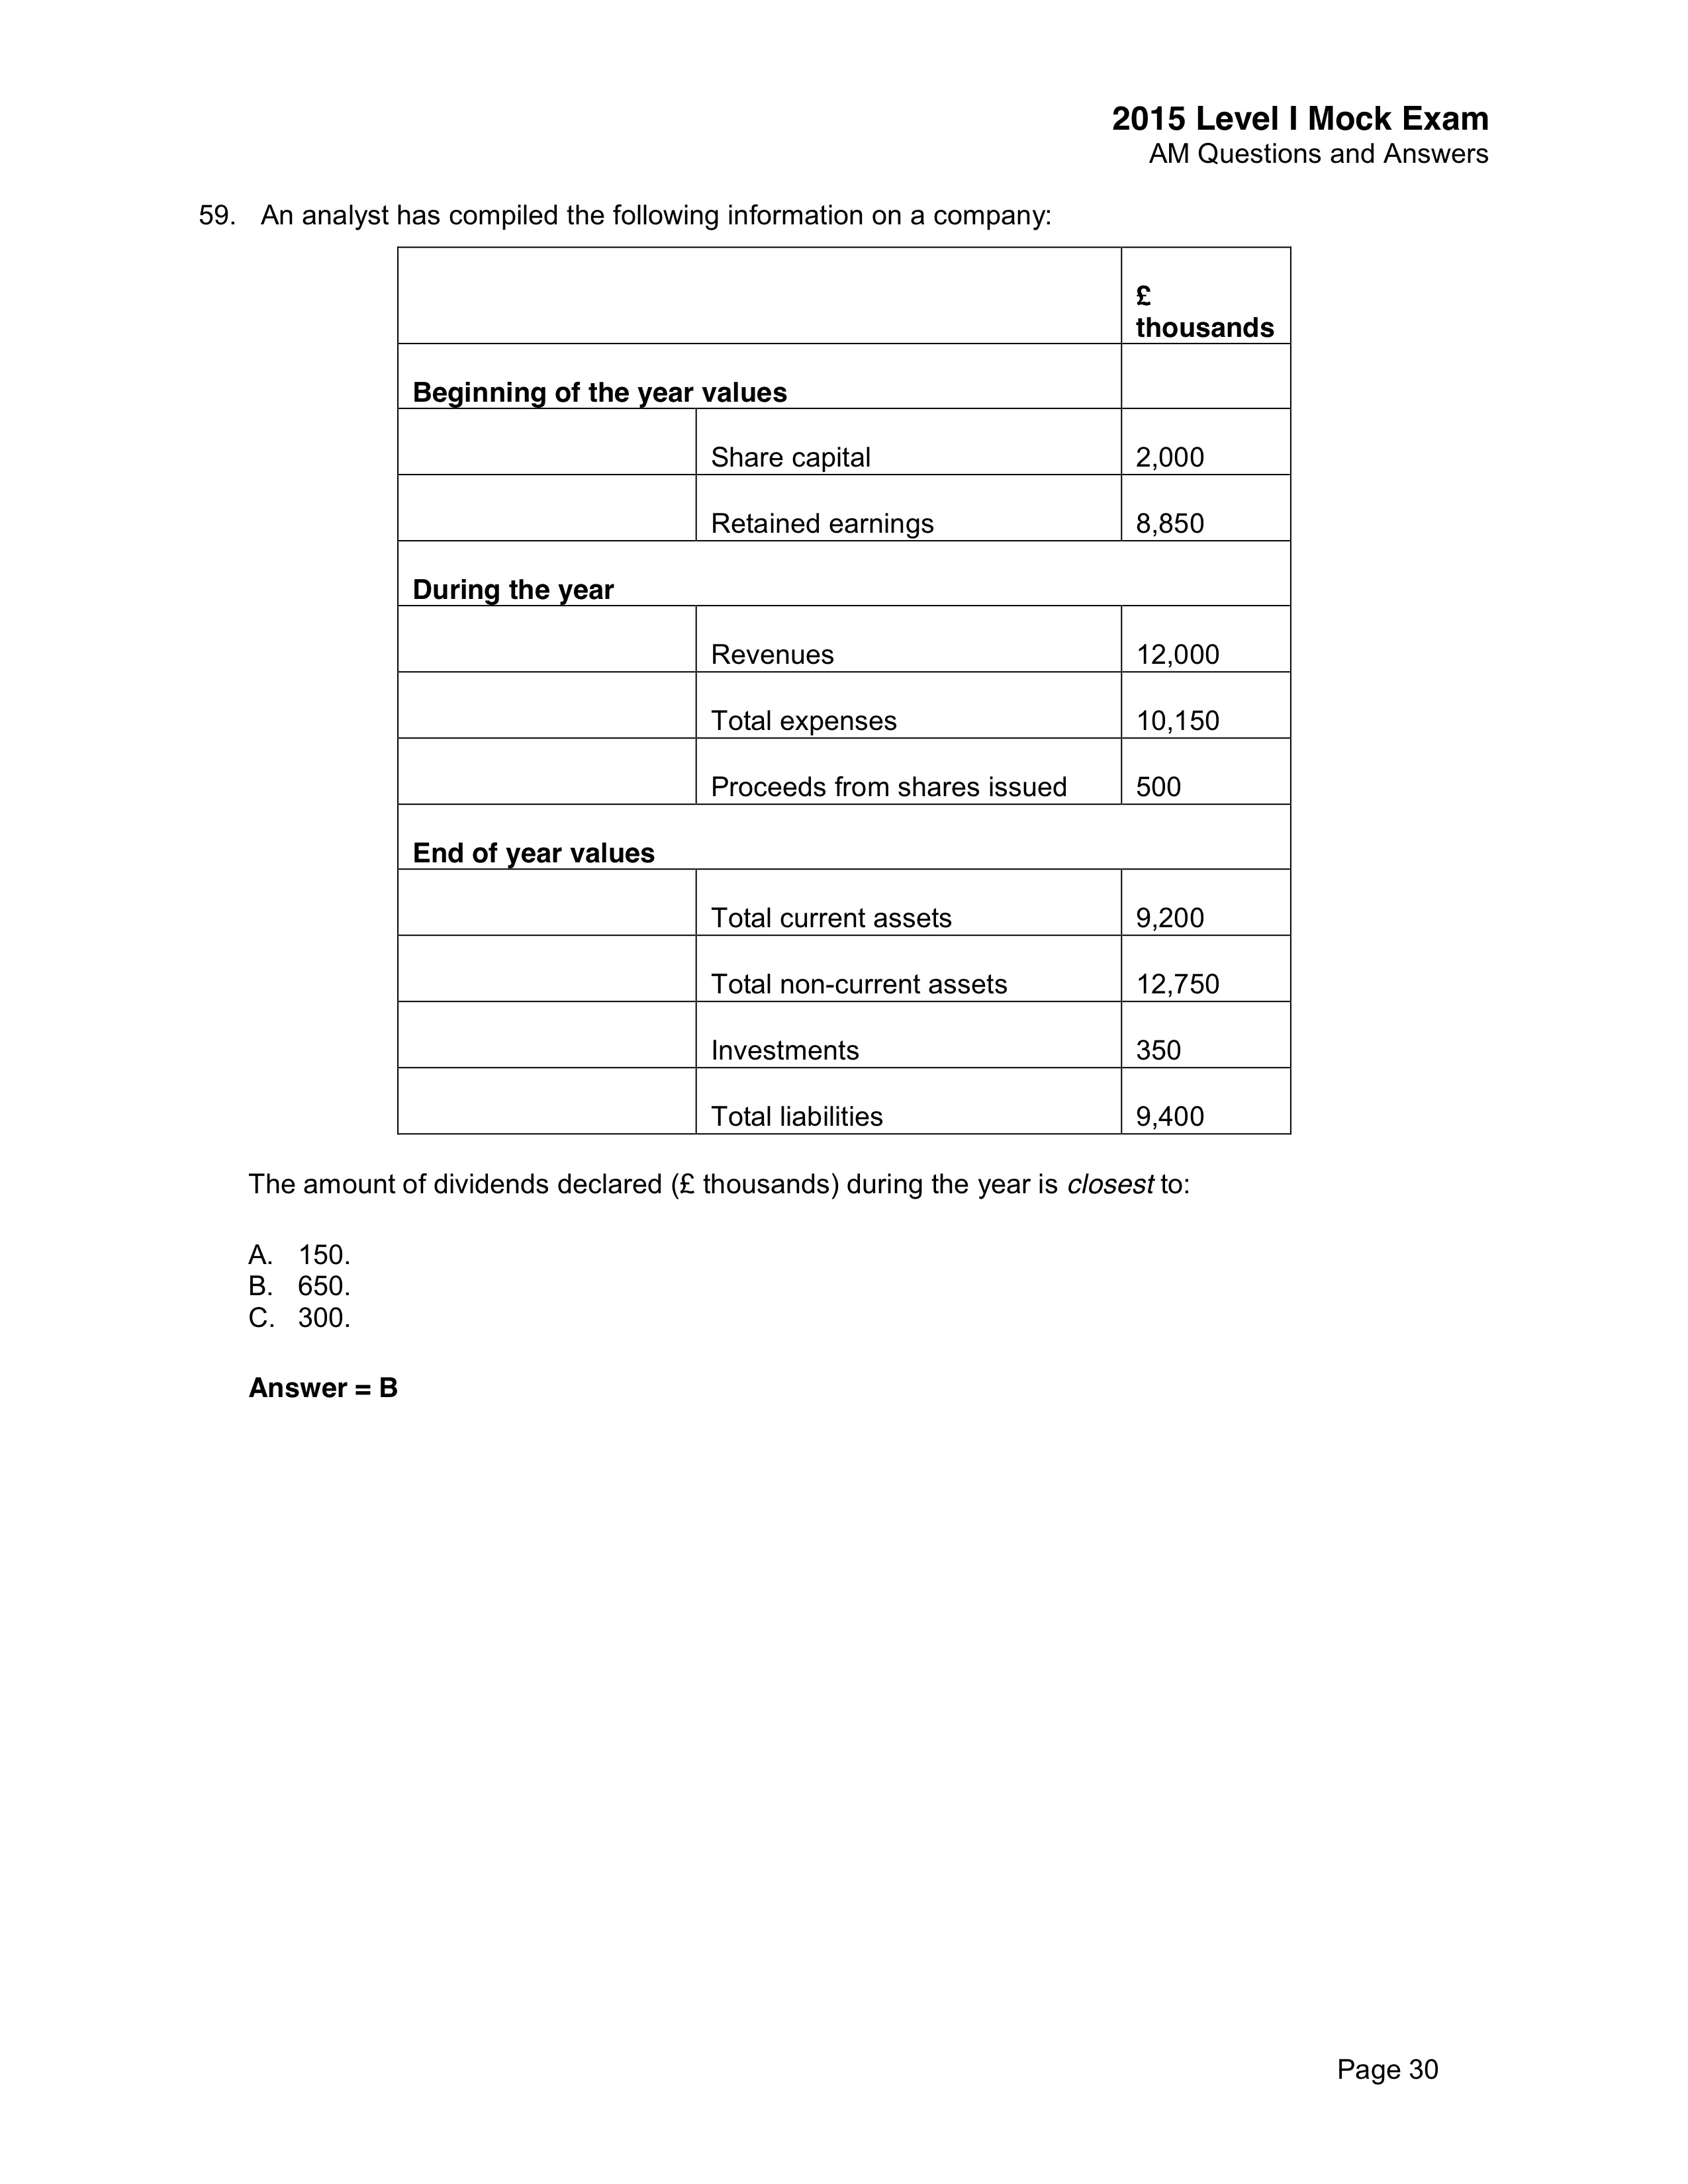 2015 Level I Mock Exam
AM Questions and Answers
59. An analyst has compiled the following information on a company:
£
thousands
Beginning of the year values
Share capital 2,000
Retained earnings 8,850
During the year
Revenues 12,000
Total expenses 10,150
Proceeds from shares issued 500
End of year values
Total current assets 9,200
Total non-current assets 12,750
Investments 350
Total liabilities 9,400
The amount of dividends declared (£ thousands) during the year is closest to:
A. 150.
B. 650.
C. 300.
Answer = B
Page 30